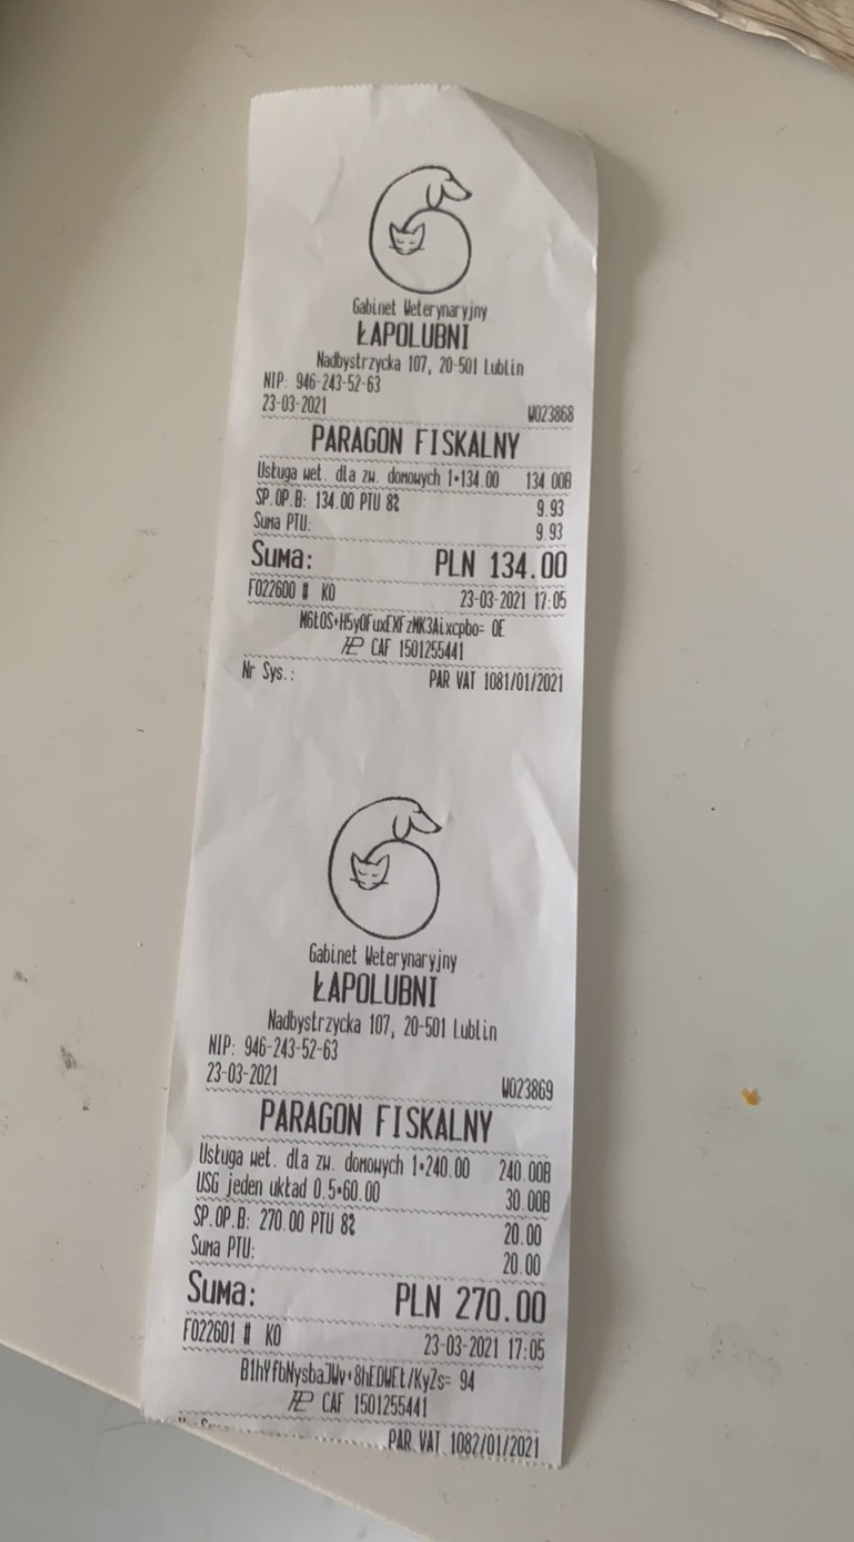 Gabinet Weterynaryjny
ŁAPOLUBNI
Nadbystrzycka 107, 20-501 Lublin
NIP: 946-243-52-63
23-03-2021 W023868
PARAGON FISKALNY
Usługa wet. dla zw. domowych 1*134.00 134.00B
SP.OP.B: 134.00 PTU 8% 9.93
Suma PTU: 9.93
Suma: PLN 134.00
F022600 # KO 23-03-2021 17:05
CAF 1501255441
Nr Sys.: PAR VAT 1081/01/2021
Gabinet Weterynaryjny
ŁAPOLUBNI
Nadbystrzycka 107, 20-501 Lublin
NIP: 946-243-52-63
23-03-2021 W023869
PARAGON FISKALNY
Usługa wet. dla zw. domowych 1*240.00 240.00B
USG jeden układ 0.5*60.00 30.00B
SP.OP.B: 270.00 PTU 8% 20.00
Suma PTU: 20.00
Suma: PLN 270.00
F022601 # KO 23-03-2021 17:05
CAF 1501255441
PAR VAT 1082/01/2021